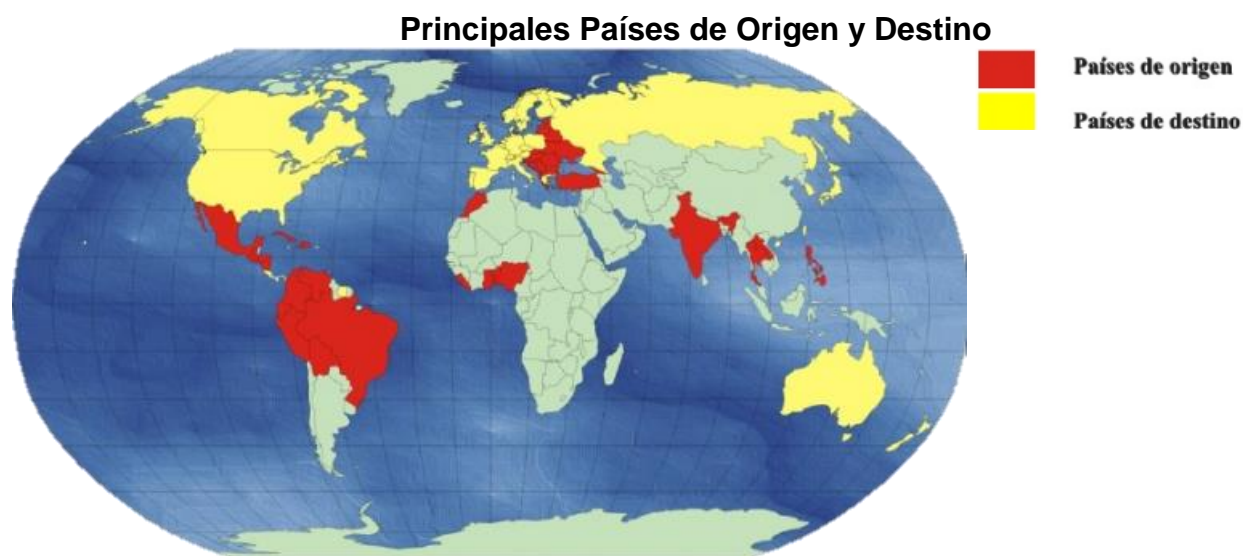 Principales Países de Origen y Destino
Países de origen
Países de destino